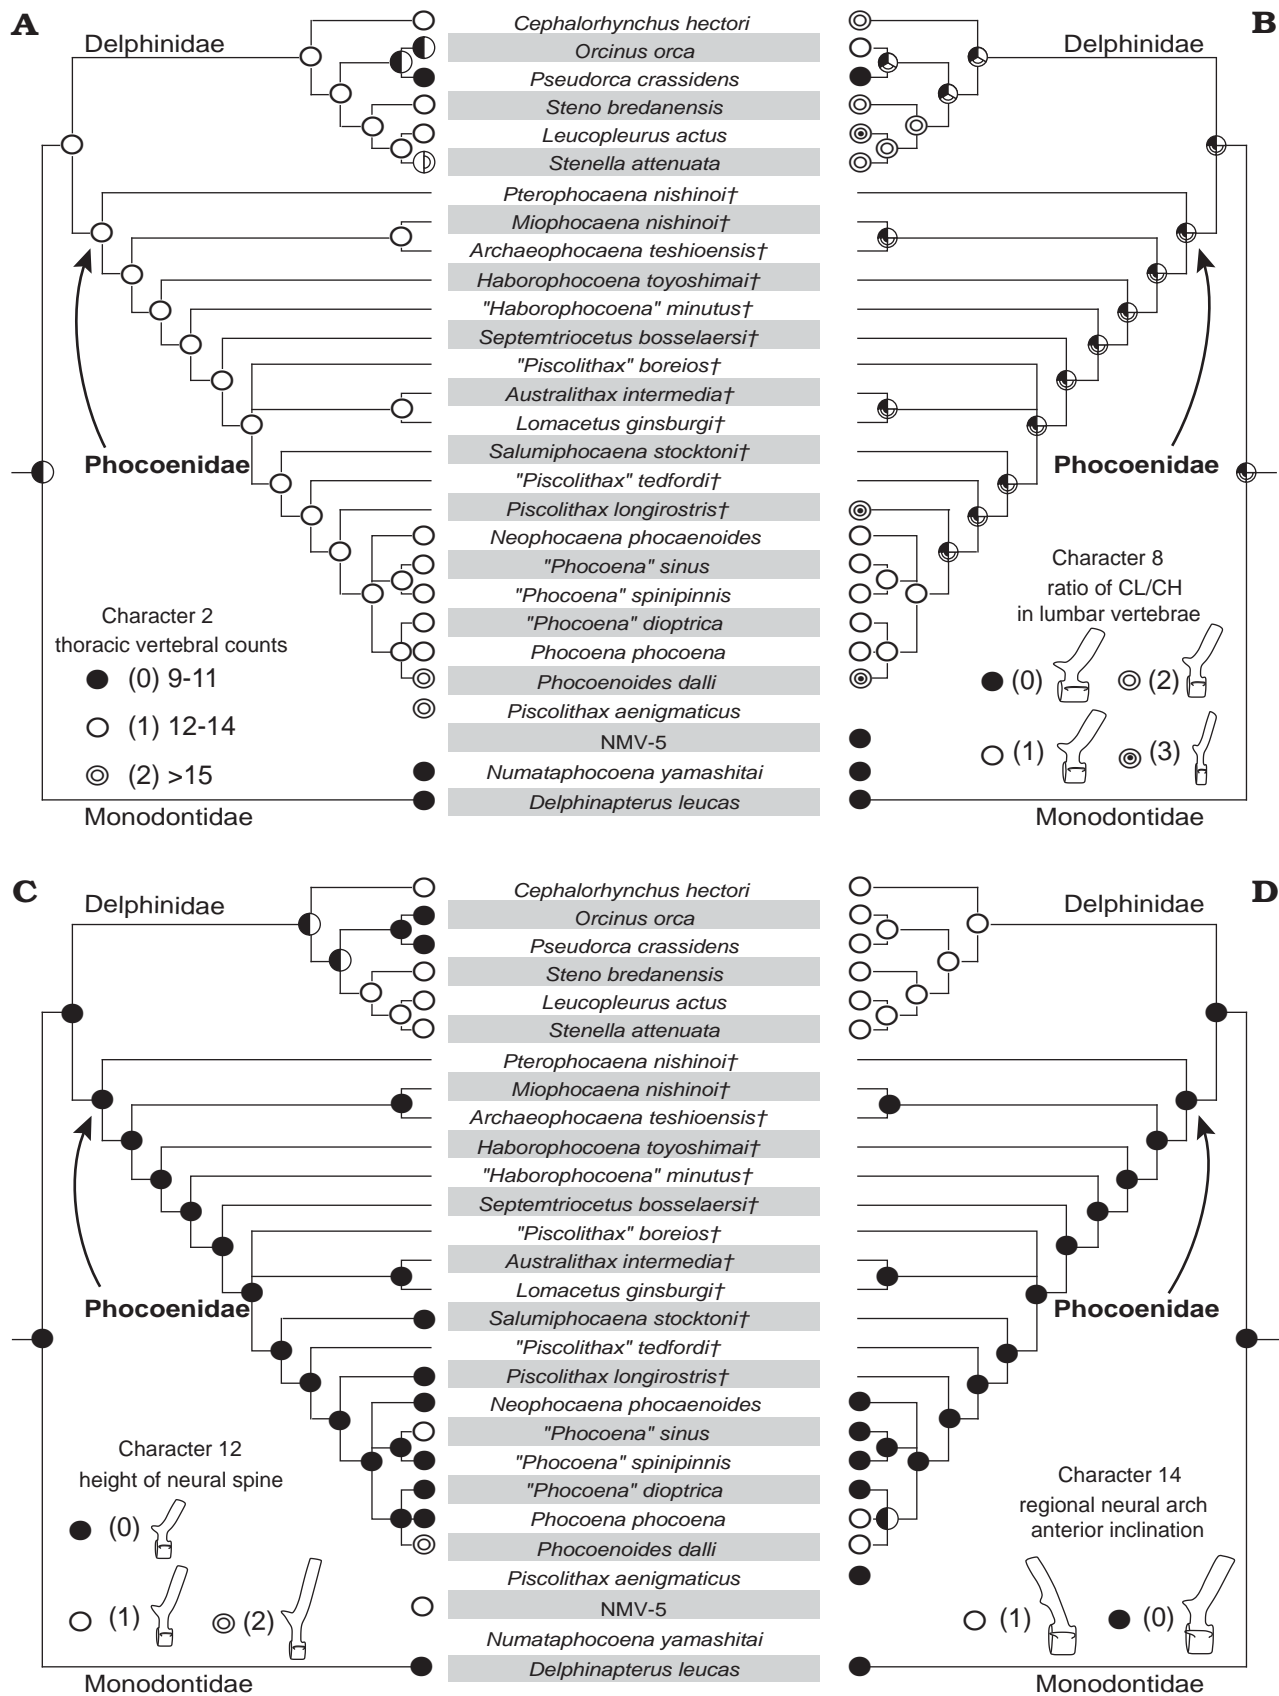 A
B
Delphinidae
Delphinidae
Cephalorhynchus hectori
Orcinus orca
Pseudorca crassidens
Steno bredanensis
Leucopleurus actus
Stenella attenuata
Pterophocaena nishinoi†
Miophocaena nishinoi†
Archaeophocaena teshioensis†
Haborophocoena toyoshimai†
"Haborophocoena" minutus†
Septemtriocetus bosselaersi†
"Piscolithax" boreios†
Australithax intermedia†
Lomacetus ginsburgi†
Salumiphocaena stocktoni†
"Piscolithax" tedfordi†
Piscolithax longirostris†
Neophocaena phocaenoides
"Phocoena" sinus
"Phocoena" spinipinnis
"Phocoena" dioptrica
Phocoena phocoena
Phocoenoides dalli
Piscolithax aenigmaticus
NMV-5
Numataphocoena yamashitai
Delphinapterus leucas
Phocoenidae
Phocoenidae
Character 2
thoracic vertebral counts
(0) 9-11
(1) 12-14
(2) >15
Character 8
ratio of CL/CH
in lumbar vertebrae
(0)
(2)
(1)
(3)
Monodontidae
Monodontidae
C
D
Delphinidae
Delphinidae
Cephalorhynchus hectori
Orcinus orca
Pseudorca crassidens
Steno bredanensis
Leucopleurus actus
Stenella attenuata
Pterophocaena nishinoi†
Miophocaena nishinoi†
Archaeophocaena teshioensis†
Haborophocoena toyoshimai†
"Haborophocoena" minutus†
Septemtriocetus bosselaersi†
"Piscolithax" boreios†
Australithax intermedia†
Lomacetus ginsburgi†
Salumiphocaena stocktoni†
"Piscolithax" tedfordi†
Piscolithax longirostris†
Neophocaena phocaenoides
"Phocoena" sinus
"Phocoena" spinipinnis
"Phocoena" dioptrica
Phocoena phocoena
Phocoenoides dalli
Piscolithax aenigmaticus
NMV-5
Numataphocoena yamashitai
Delphinapterus leucas
Phocoenidae
Phocoenidae
Character 12
height of neural spine
(0)
(1)
(2)
Character 14
regional neural arch
anterior inclination
(1)
(0)
Monodontidae
Monodontidae